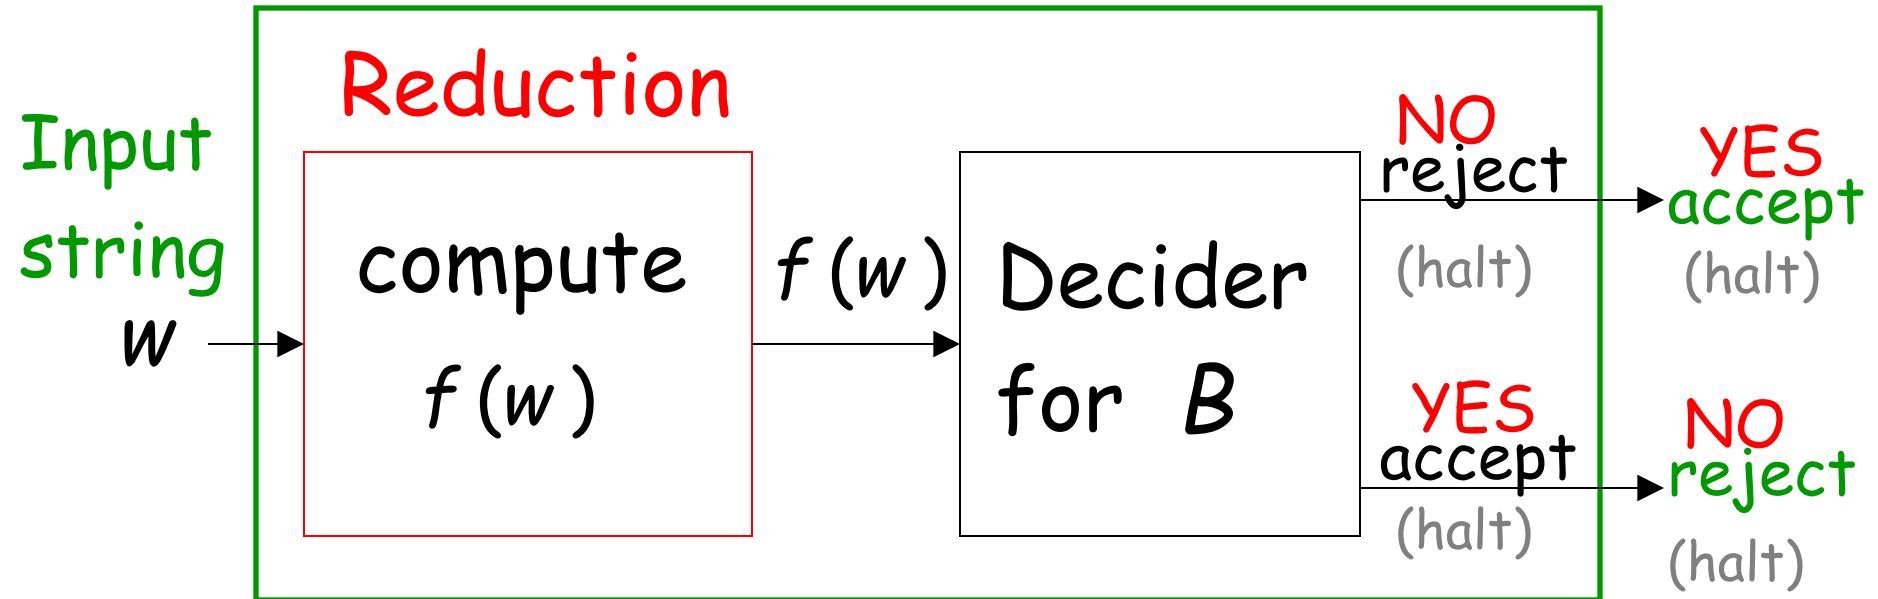 Reduction
Input
string
w
compute
f (w)
f (w)
Decider
for B
NO
reject
(halt)
YES
accept
(halt)
YES
accept
(halt)
NO
reject
(halt)